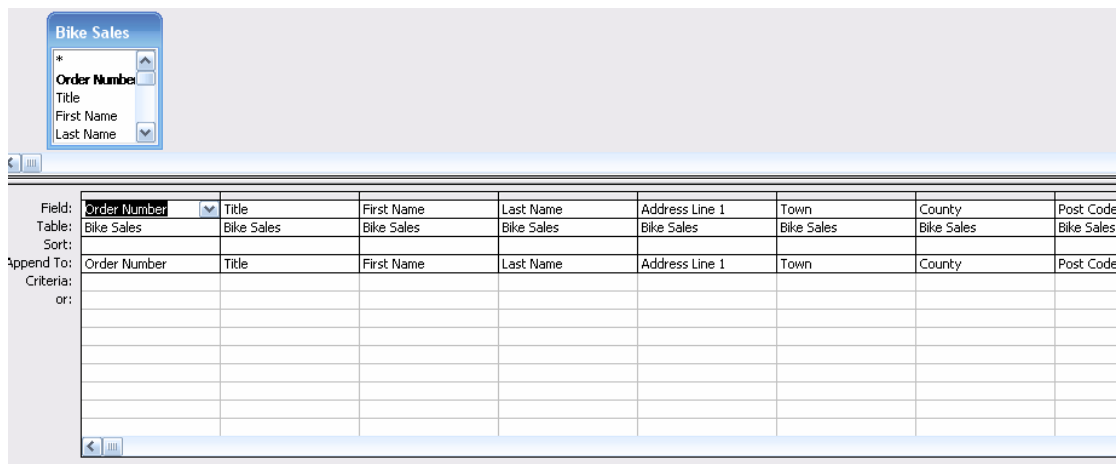 Bike Sales
*
Order Number
Title
First Name
Last Name
Field: Order Number Title First Name Last Name Address Line 1 Town County Post Code
Table: Bike Sales Bike Sales Bike Sales Bike Sales Bike Sales Bike Sales Bike Sales Bike Sales
Sort:
Append To: Order Number Title First Name Last Name Address Line 1 Town County Post Code
Criteria:
or: